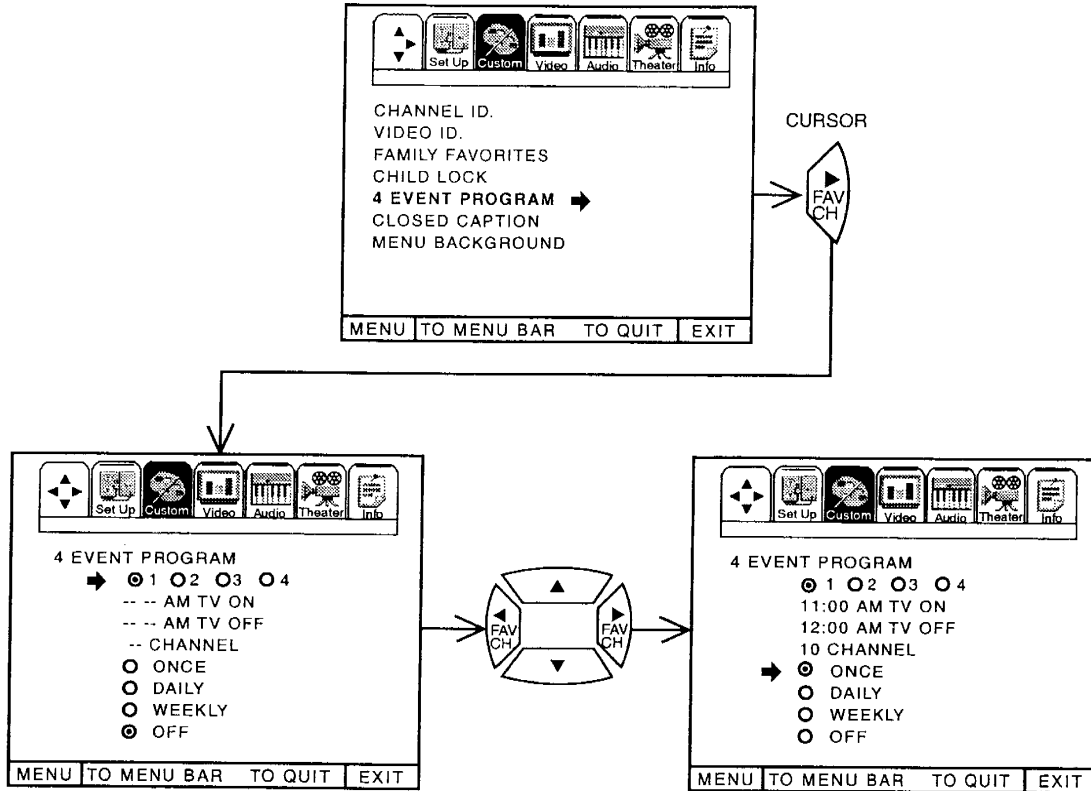 Set Up Custom Video Audio Theater Info
CHANNEL ID.
VIDEO ID.
FAMILY FAVORITES
CHILD LOCK
4 EVENT PROGRAM
CLOSED CAPTION
MENU BACKGROUND
MENU TO MENU BAR TO QUIT EXIT
CURSOR
FAV
CH
Set Up Custom Video Audio Theater Info
4 EVENT PROGRAM
1 2 3 4
-- -- AM TV ON
-- -- AM TV OFF
-- CHANNEL
ONCE
DAILY
WEEKLY
OFF
MENU TO MENU BAR TO QUIT EXIT
FAV
CH
FAV
CH
Set Up Custom Video Audio Theater Info
4 EVENT PROGRAM
1 2 3 4
11:00 AM TV ON
12:00 AM TV OFF
10 CHANNEL
ONCE
DAILY
WEEKLY
OFF
MENU TO MENU BAR TO QUIT EXIT